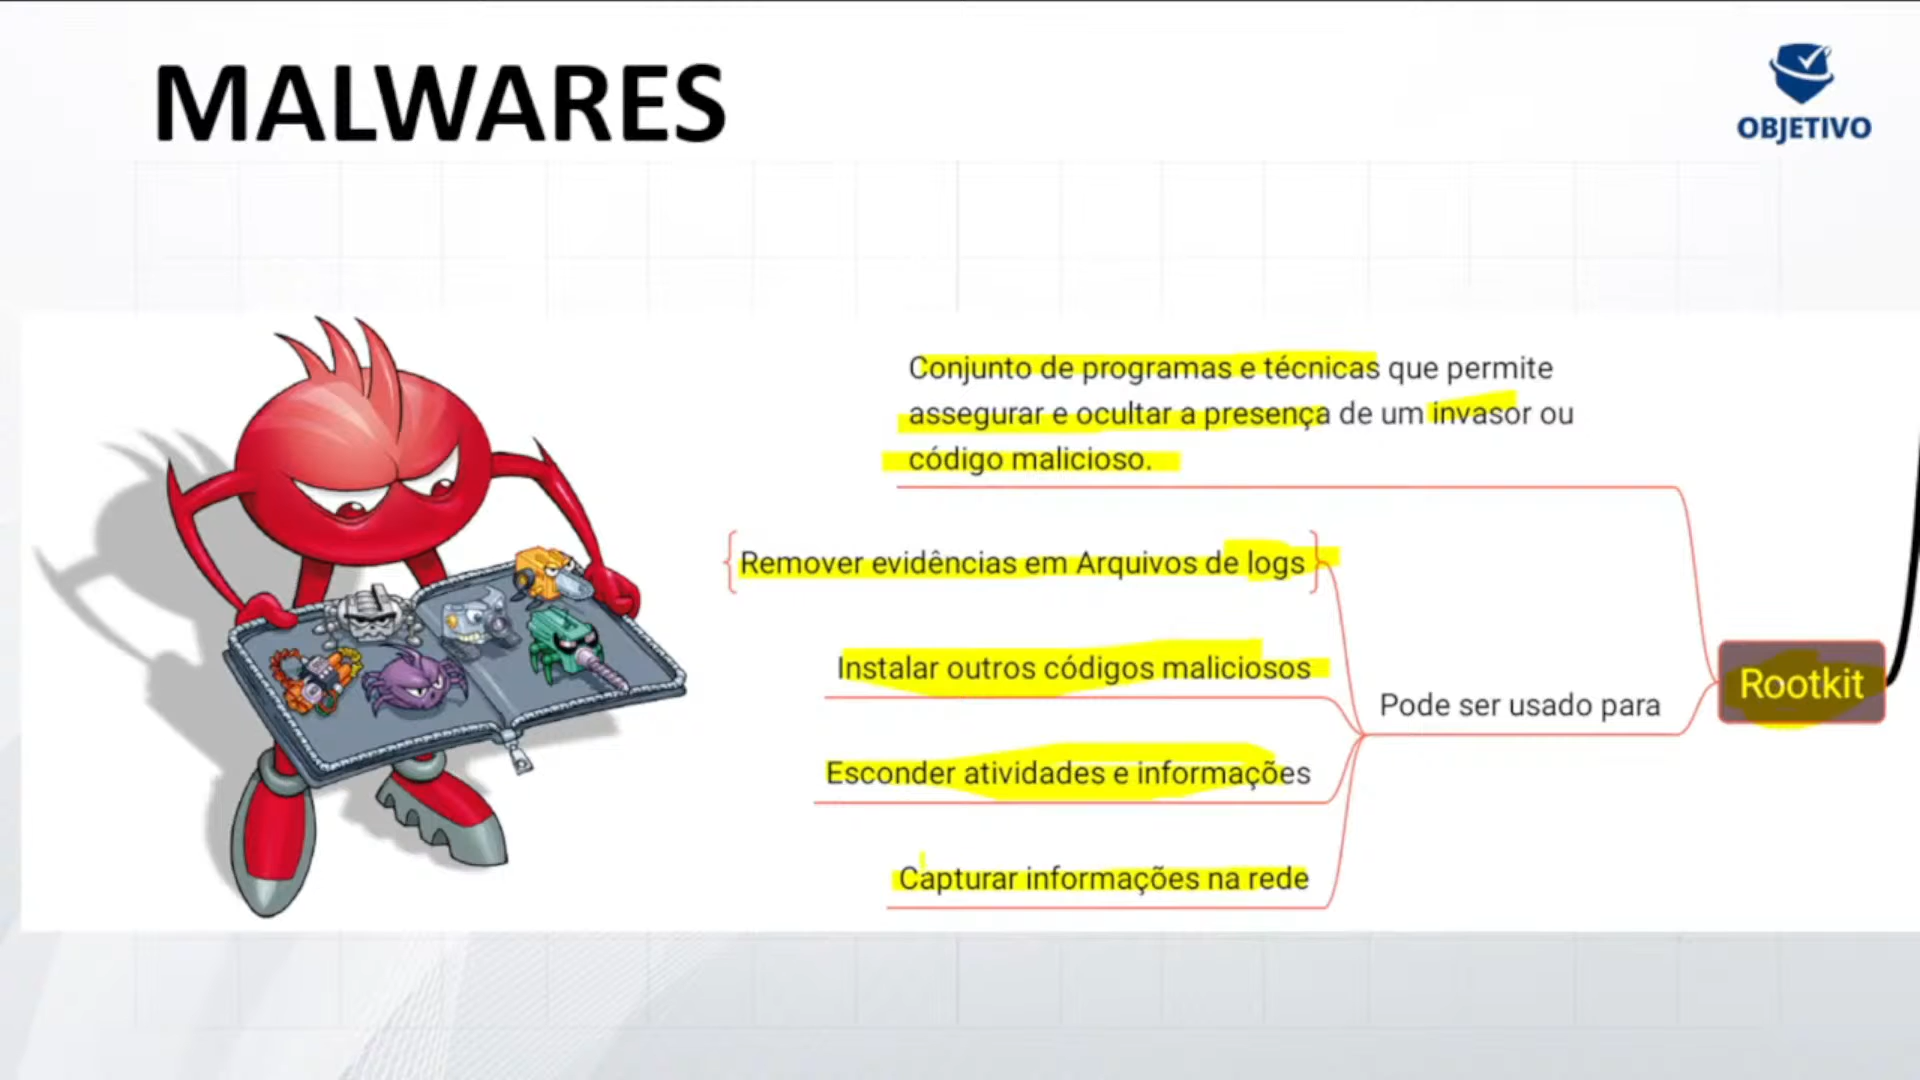 MALWARES
OBJETIVO
Conjunto de programas e técnicas que permite
assegurar e ocultar a presença de um invasor ou
código malicioso.
Remover evidências em Arquivos de logs
Instalar outros códigos maliciosos
Esconder atividades e informações
Capturar informações na rede
Pode ser usado para
Rootkit